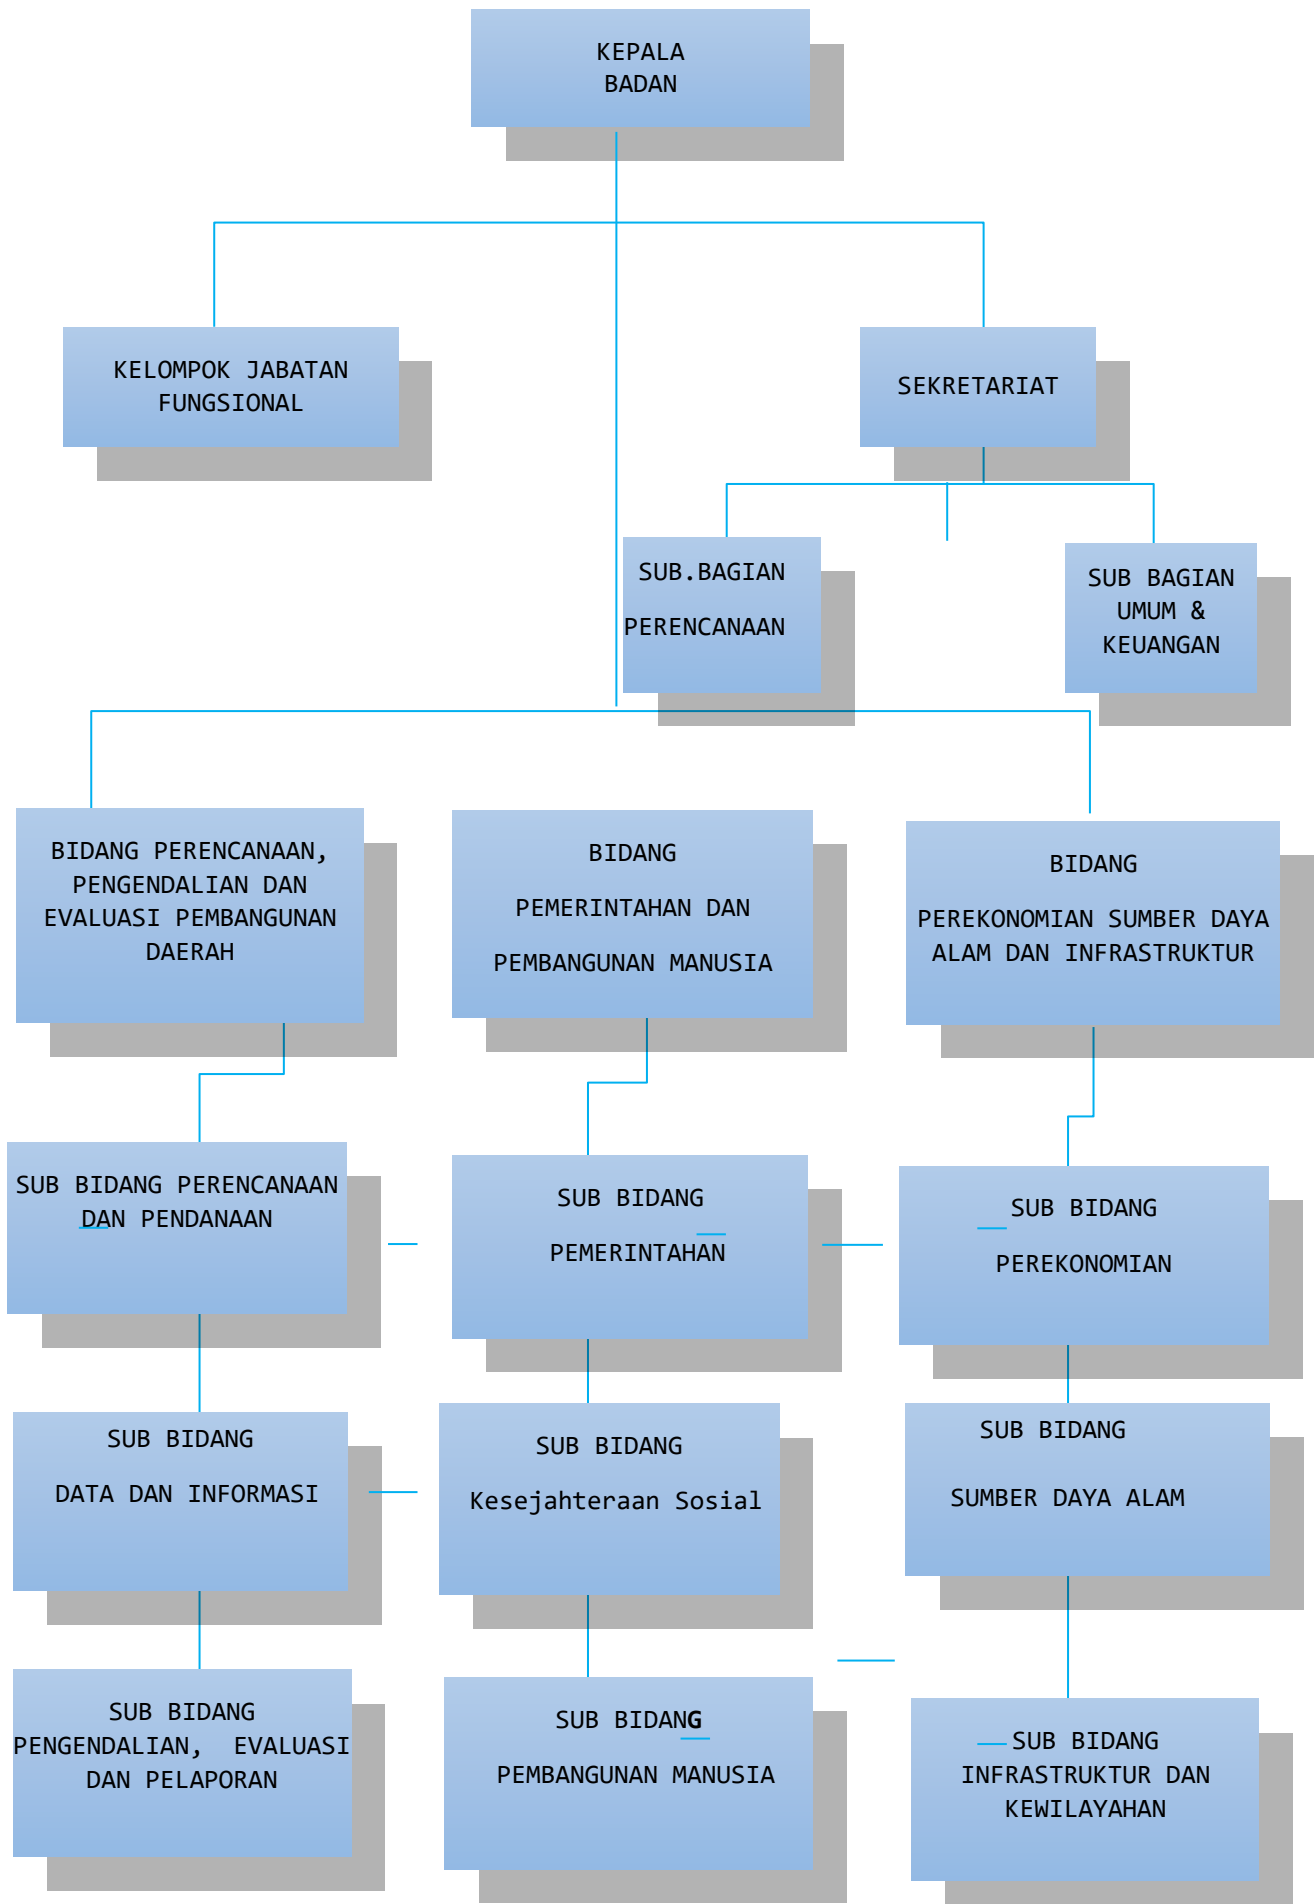 KEPALA
BADAN
KELOMPOK JABATAN
FUNGSIONAL
SEKRETARIAT
SUB.BAGIAN
PERENCANAAN
SUB BAGIAN
UMUM &
KEUANGAN
BIDANG PERENCANAAN,
PENGENDALIAN DAN
EVALUASI PEMBANGUNAN
DAERAH
BIDANG
PEMERINTAHAN DAN
PEMBANGUNAN MANUSIA
BIDANG
PEREKONOMIAN SUMBER DAYA
ALAM DAN INFRASTRUKTUR
SUB BIDANG PERENCANAAN
DAN PENDANAAN
SUB BIDANG
PEMERINTAHAN
SUB BIDANG
PEREKONOMIAN
SUB BIDANG
DATA DAN INFORMASI
SUB BIDANG
Kesejahteraan Sosial
SUB BIDANG
SUMBER DAYA ALAM
SUB BIDANG
PENGENDALIAN, EVALUASI
DAN PELAPORAN
SUB BIDANG
PEMBANGUNAN MANUSIA
SUB BIDANG
INFRASTRUKTUR DAN
KEWILAYAHAN